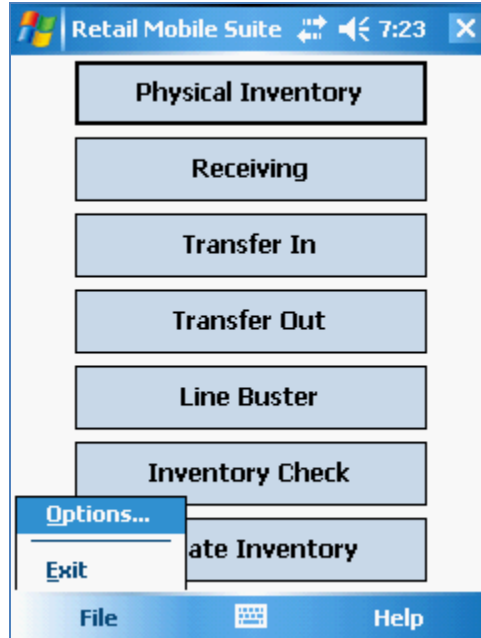 Retail Mobile Suite 7:23
Physical Inventory
Receiving
Transfer In
Transfer Out
Line Buster
Inventory Check
ate Inventory
Options...
Exit
File Help